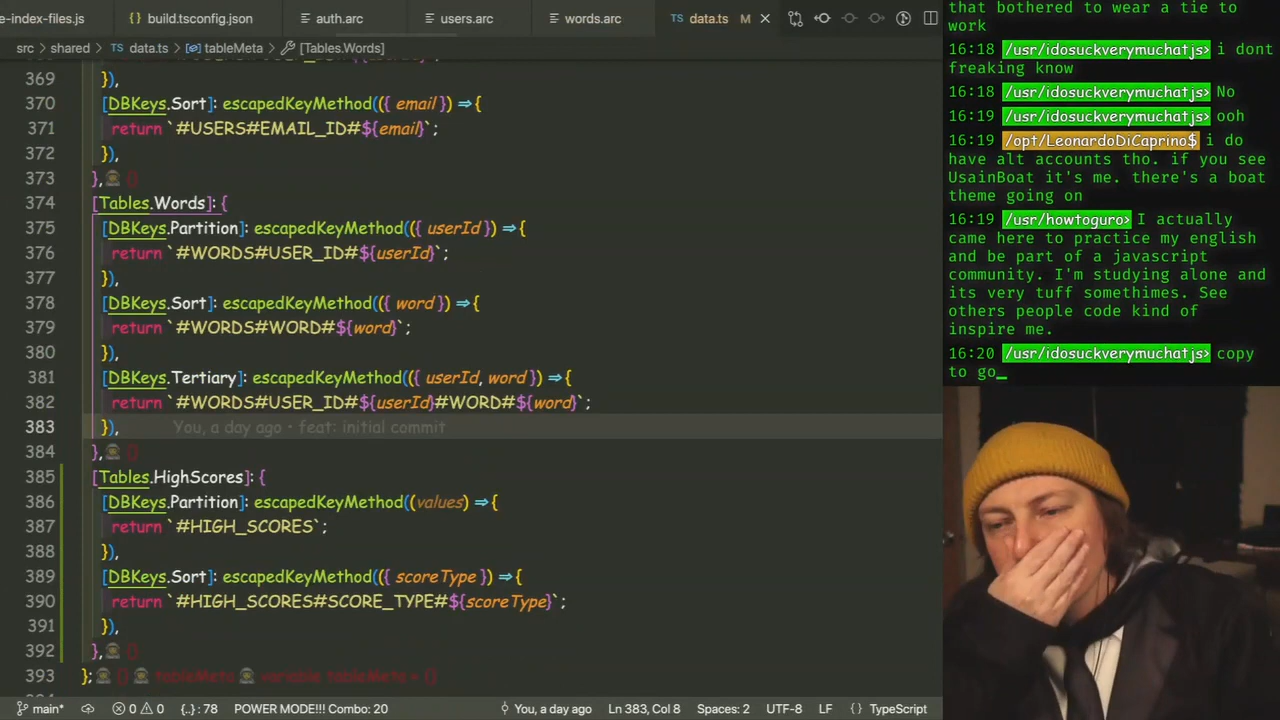 e-index-files.js build.tsconfig.json auth.arc users.arc words.arc TS data.ts M
src > shared > TS data.ts > tableMeta > [Tables.Words]
369 }),
370 [DBKeys.Sort]: escapedKeyMethod(({ email }) => {
371 return `#USERS#EMAIL_ID#${email}`;
372 }),
373 }, {}
374 [Tables.Words]: {
375 [DBKeys.Partition]: escapedKeyMethod(({ userId }) => {
376 return `#WORDS#USER_ID#${userId}`;
377 }),
378 [DBKeys.Sort]: escapedKeyMethod(({ word }) => {
379 return `#WORDS#WORD#${word}`;
380 }),
381 [DBKeys.Tertiary]: escapedKeyMethod(({ userId, word }) => {
382 return `#WORDS#USER_ID#${userId}#WORD#${word}`;
383 }), You, a day ago • feat: initial commit
384 }, {}
385 [Tables.HighScores]: {
386 [DBKeys.Partition]: escapedKeyMethod((values) => {
387 return `#HIGH_SCORES`;
388 }),
389 [DBKeys.Sort]: escapedKeyMethod(({ scoreType }) => {
390 return `#HIGH_SCORES#SCORE_TYPE#${scoreType}`;
391 }),
392 }, {}
393 }; {} tableMeta variable tableMeta = {}
main* 0 0 {..} : 78 POWER MODE!!! Combo: 20 You, a day ago Ln 383, Col 8 Spaces: 2 UTF-8 LF {} TypeScript
that bothered to wear a tie to
work
16:18 /usr/idosuckverymuchatjs> i dont
freaking know
16:18 /usr/idosuckverymuchatjs> No
16:19 /usr/idosuckverymuchatjs> ooh
16:19 /opt/LeonardoDiCaprino$ i do
have alt accounts tho. if you see
UsainBoat it's me. there's a boat
theme going on
16:19 /usr/howtoguro> I actually
came here to practice my english
and be part of a javascript
community. I'm studying alone and
its very tuff somethimes. See
others people code kind of
inspire me.
16:20 /usr/idosuckverymuchatjs> copy
to go_